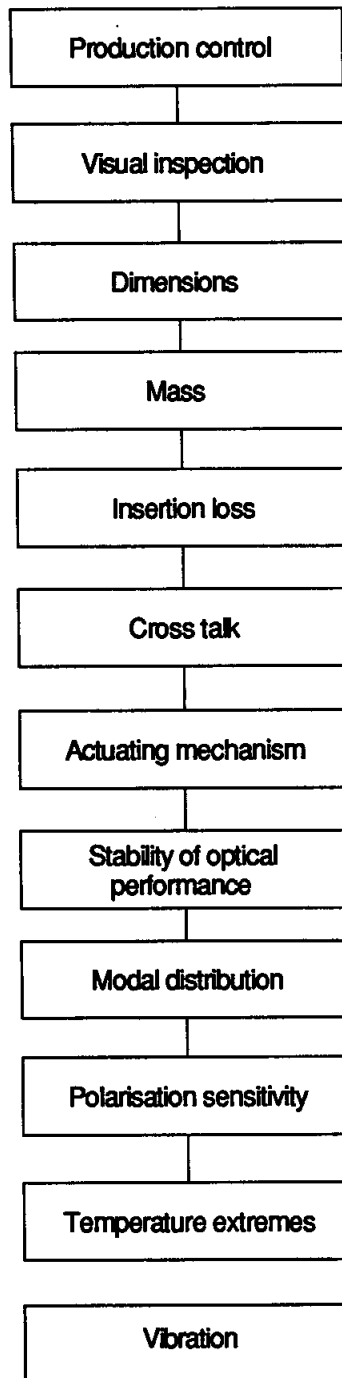 Production control
Visual inspection
Dimensions
Mass
Insertion loss
Cross talk
Actuating mechanism
Stability of optical
performance
Modal distribution
Polarisation sensitivity
Temperature extremes
Vibration